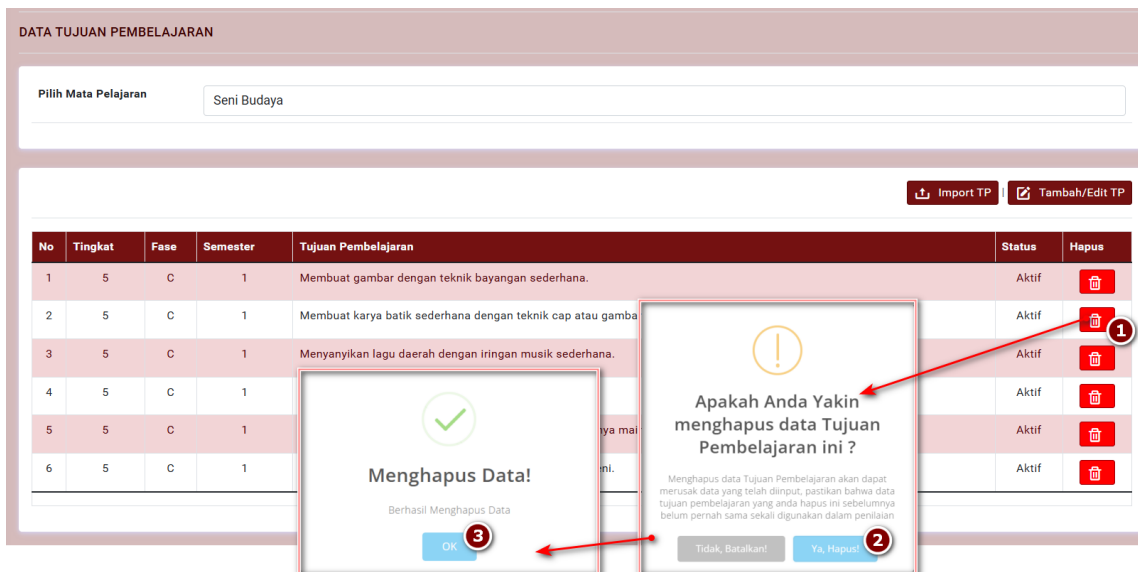 DATA TUJUAN PEMBELAJARAN
Pilih Mata Pelajaran Seni Budaya
Import TP | Tambah/Edit TP
No Tingkat Fase Semester Tujuan Pembelajaran Status Hapus
1 5 C 1 Membuat gambar dengan teknik bayangan sederhana. Aktif
2 5 C 1 Membuat karya batik sederhana dengan teknik cap atau gamba Aktif
1
3 5 C 1 Menyanyikan lagu daerah dengan iringan musik sederhana. Aktif
4 5 C 1 Aktif
5 5 C 1 nya mai Aktif
6 5 C 1 eni. Aktif
Apakah Anda Yakin
menghapus data Tujuan
Pembelajaran ini ?
Menghapus data Tujuan Pembelajaran akan dapat
merusak data yang telah diinput, pastikan bahwa data
tujuan pembelajaran yang anda hapus ini sebelumnya
belum pernah sama sekali digunakan dalam penilaian
Tidak, Batalkan! Ya, Hapus! 2
Menghapus Data!
Berhasil Menghapus Data
OK 3